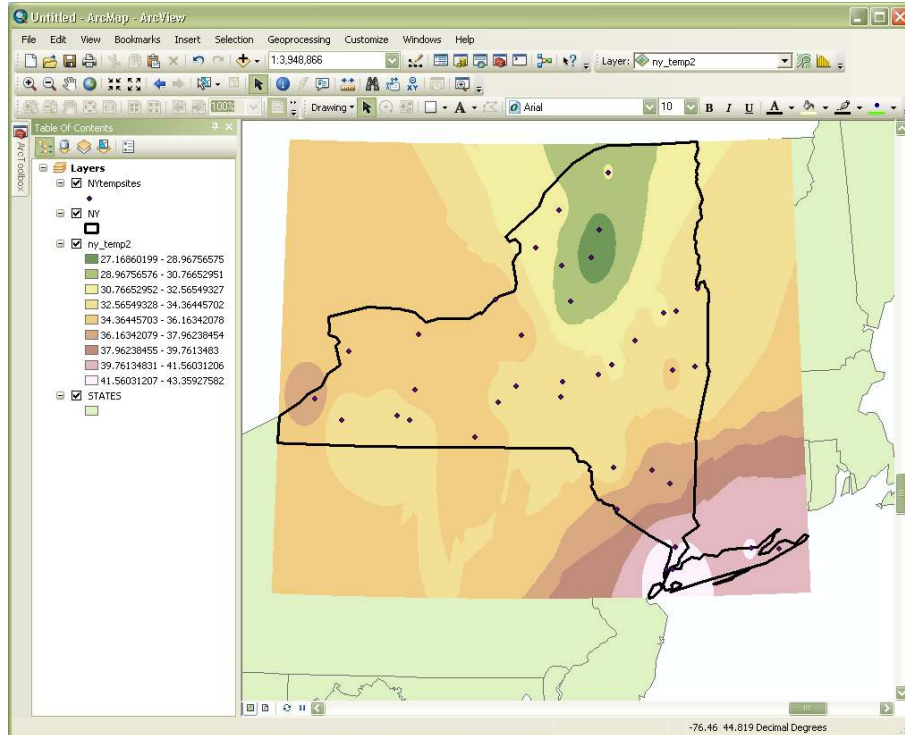 Untitled - ArcMap - ArcView
File Edit View Bookmarks Insert Selection Geoprocessing Customize Windows Help
1:3,948,866 Layer: ny_temp2
100% Drawing A Arial 10 B I U A
ArcToolbox
Table Of Contents
Layers
NYtempsites
NY
ny_temp2
27.16860199 - 28.96756575
28.96756576 - 30.76652951
30.76652952 - 32.56549327
32.56549328 - 34.36445702
34.36445703 - 36.16342078
36.16342079 - 37.96238454
37.96238455 - 39.7613483
39.76134831 - 41.56031206
41.56031207 - 43.35927582
STATES
-76.46 44.819 Decimal Degrees